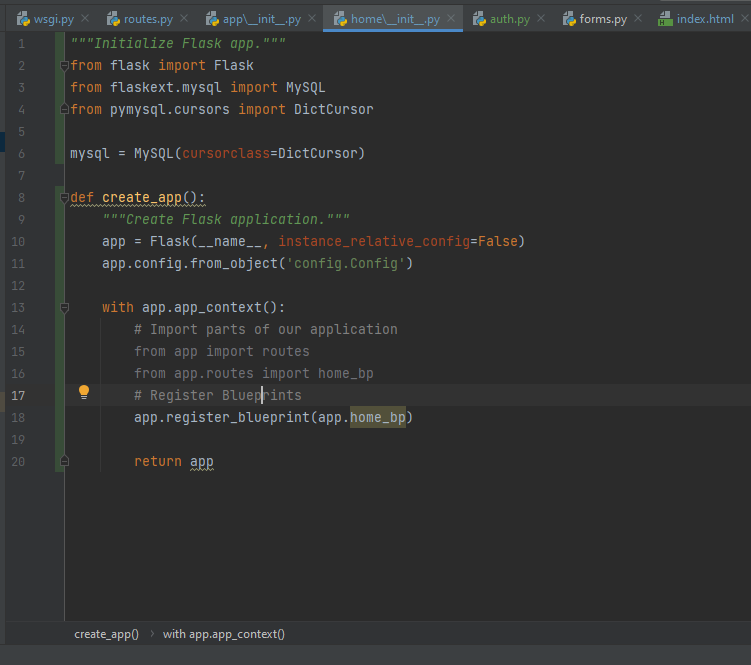 wsgi.py routes.py app\__init__.py home\__init__.py auth.py forms.py index.html
1 """Initialize Flask app."""
2 from flask import Flask
3 from flaskext.mysql import MySQL
4 from pymysql.cursors import DictCursor
5
6 mysql = MySQL(cursorclass=DictCursor)
7
8 def create_app():
9     """Create Flask application."""
10     app = Flask(__name__, instance_relative_config=False)
11     app.config.from_object('config.Config')
12
13     with app.app_context():
14         # Import parts of our application
15         from app import routes
16         from app.routes import home_bp
17         # Register Blueprints
18         app.register_blueprint(app.home_bp)
19
20         return app
create_app() › with app.app_context()